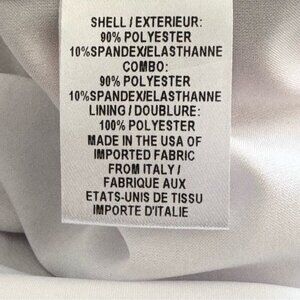 SHELL / EXTERIEUR:
90% POLYESTER
10%SPANDEX/ELASTHANNE
COMBO:
90% POLYESTER
10%SPANDEX/ELASTHANNE
LINING / DOUBLURE:
100% POLYESTER
MADE IN THE USA OF
IMPORTED FABRIC
FROM ITALY /
FABRIQUE AUX
ETATS-UNIS DE TISSU
IMPORTE D'ITALIE